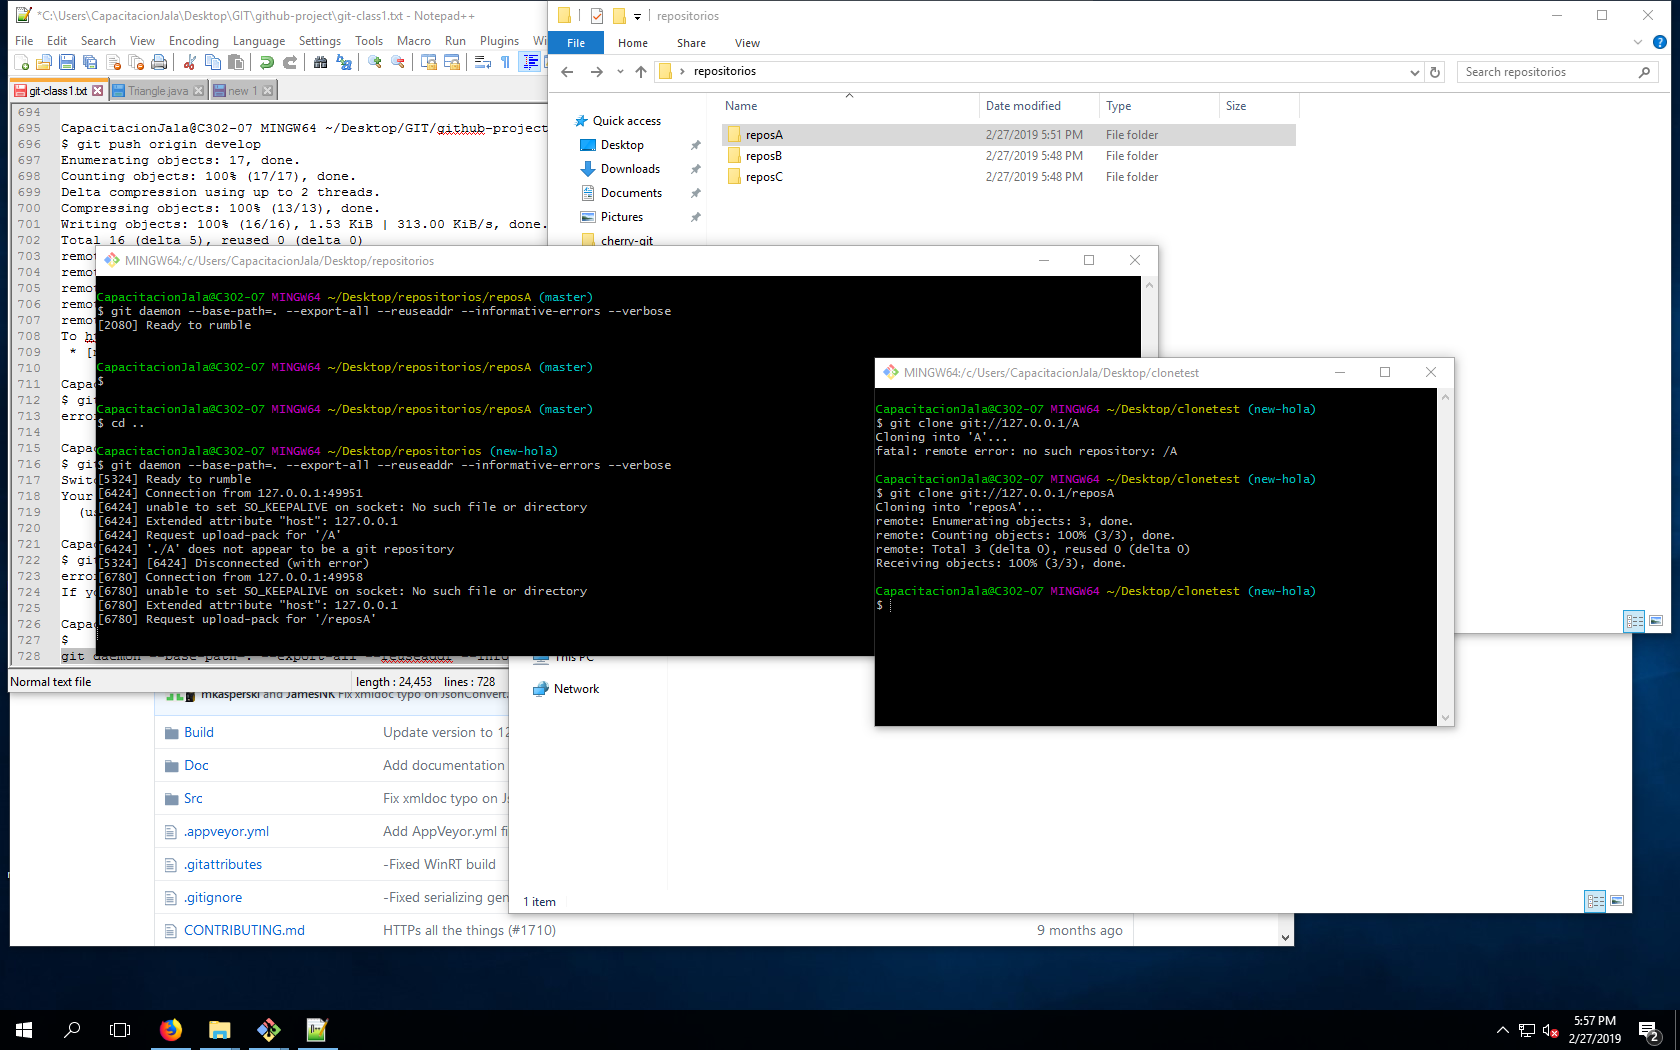 *C:\Users\CapacitacionJala\Desktop\GIT\github-project\git-class1.txt - Notepad++
File Edit Search View Encoding Language Settings Tools Macro Run Plugins
git-class1.txt
Triangle.java
new 1
694
695 CapacitacionJala@C302-07 MINGW64 ~/Desktop/GIT/github-project
696 $ git push origin develop
697 Enumerating objects: 17, done.
698 Counting objects: 100% (17/17), done.
699 Delta compression using up to 2 threads.
700 Compressing objects: 100% (13/13), done.
701 Writing objects: 100% (16/16), 1.53 KiB | 313.00 KiB/s, done.
702 Total 16 (delta 5), reused 0 (delta 0)
703 remo
704 remo
705 remo
706 remo
707 remo
708 To h
709 * [
710
711 Capa
712 $ gi
713 erro
714
715 Capa
716 $ gi
717 Swit
718 Your
719 (us
720
721 Capa
722 $ gi
723 erro
724 If y
725
726 Capa
727 $
728 git daemon --base-path=. --export-all --reuseaddr --info
Normal text file length : 24,453 lines : 728
repositorios
File Home Share View
repositorios
Search repositorios
Name Date modified Type Size
reposA 2/27/2019 5:51 PM File folder
reposB 2/27/2019 5:48 PM File folder
reposC 2/27/2019 5:48 PM File folder
Quick access
Desktop
Downloads
Documents
Pictures
cherry-git
MINGW64:/c/Users/CapacitacionJala/Desktop/repositorios
CapacitacionJala@C302-07 MINGW64 ~/Desktop/repositorios/reposA (master)
$ git daemon --base-path=. --export-all --reuseaddr --informative-errors --verbose
[2080] Ready to rumble
CapacitacionJala@C302-07 MINGW64 ~/Desktop/repositorios/reposA (master)
$
CapacitacionJala@C302-07 MINGW64 ~/Desktop/repositorios/reposA (master)
$ cd ..
CapacitacionJala@C302-07 MINGW64 ~/Desktop/repositorios (new-hola)
$ git daemon --base-path=. --export-all --reuseaddr --informative-errors --verbose
[5324] Ready to rumble
[6424] Connection from 127.0.0.1:49951
[6424] unable to set SO_KEEPALIVE on socket: No such file or directory
[6424] Extended attribute "host": 127.0.0.1
[6424] Request upload-pack for '/A'
[6424] './A' does not appear to be a git repository
[5324] [6424] Disconnected (with error)
[6780] Connection from 127.0.0.1:49958
[6780] unable to set SO_KEEPALIVE on socket: No such file or directory
[6780] Extended attribute "host": 127.0.0.1
[6780] Request upload-pack for '/reposA'
MINGW64:/c/Users/CapacitacionJala/Desktop/clonetest
CapacitacionJala@C302-07 MINGW64 ~/Desktop/clonetest (new-hola)
$ git clone git://127.0.0.1/A
Cloning into 'A'...
fatal: remote error: no such repository: /A
CapacitacionJala@C302-07 MINGW64 ~/Desktop/clonetest (new-hola)
$ git clone git://127.0.0.1/reposA
Cloning into 'reposA'...
remote: Enumerating objects: 3, done.
remote: Counting objects: 100% (3/3), done.
remote: Total 3 (delta 0), reused 0 (delta 0)
Receiving objects: 100% (3/3), done.
CapacitacionJala@C302-07 MINGW64 ~/Desktop/clonetest (new-hola)
$
This PC
Network
1 item
mkasperski and JamesNK Fix xmldoc typo on JsonConvert.
Build Update version to 12
Doc Add documentation
Src Fix xmldoc typo on Js
.appveyor.yml Add AppVeyor.yml fi
.gitattributes -Fixed WinRT build
.gitignore -Fixed serializing gen
CONTRIBUTING.md HTTPs all the things (#1710) 9 months ago
5:57 PM
2/27/2019
2